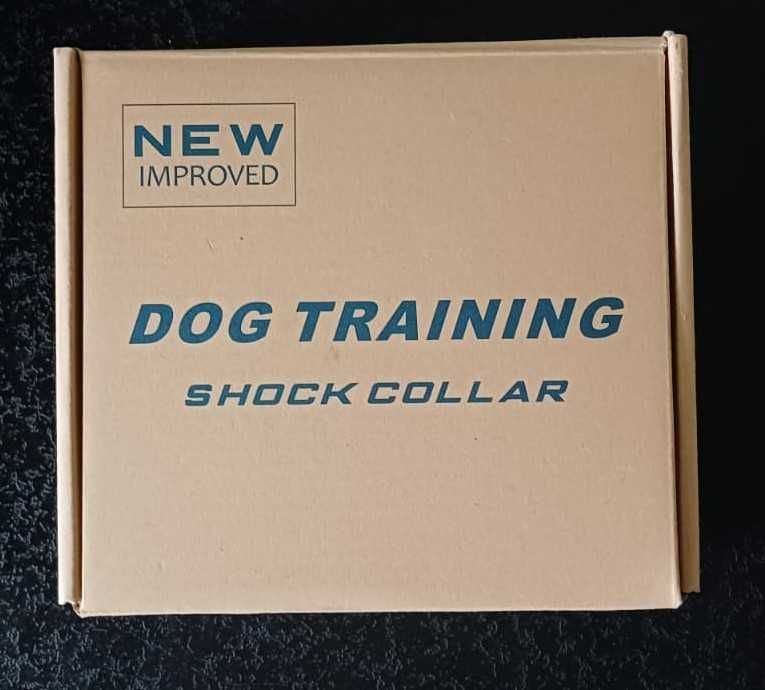 NEW
IMPROVED
DOG TRAINING
SHOCK COLLAR